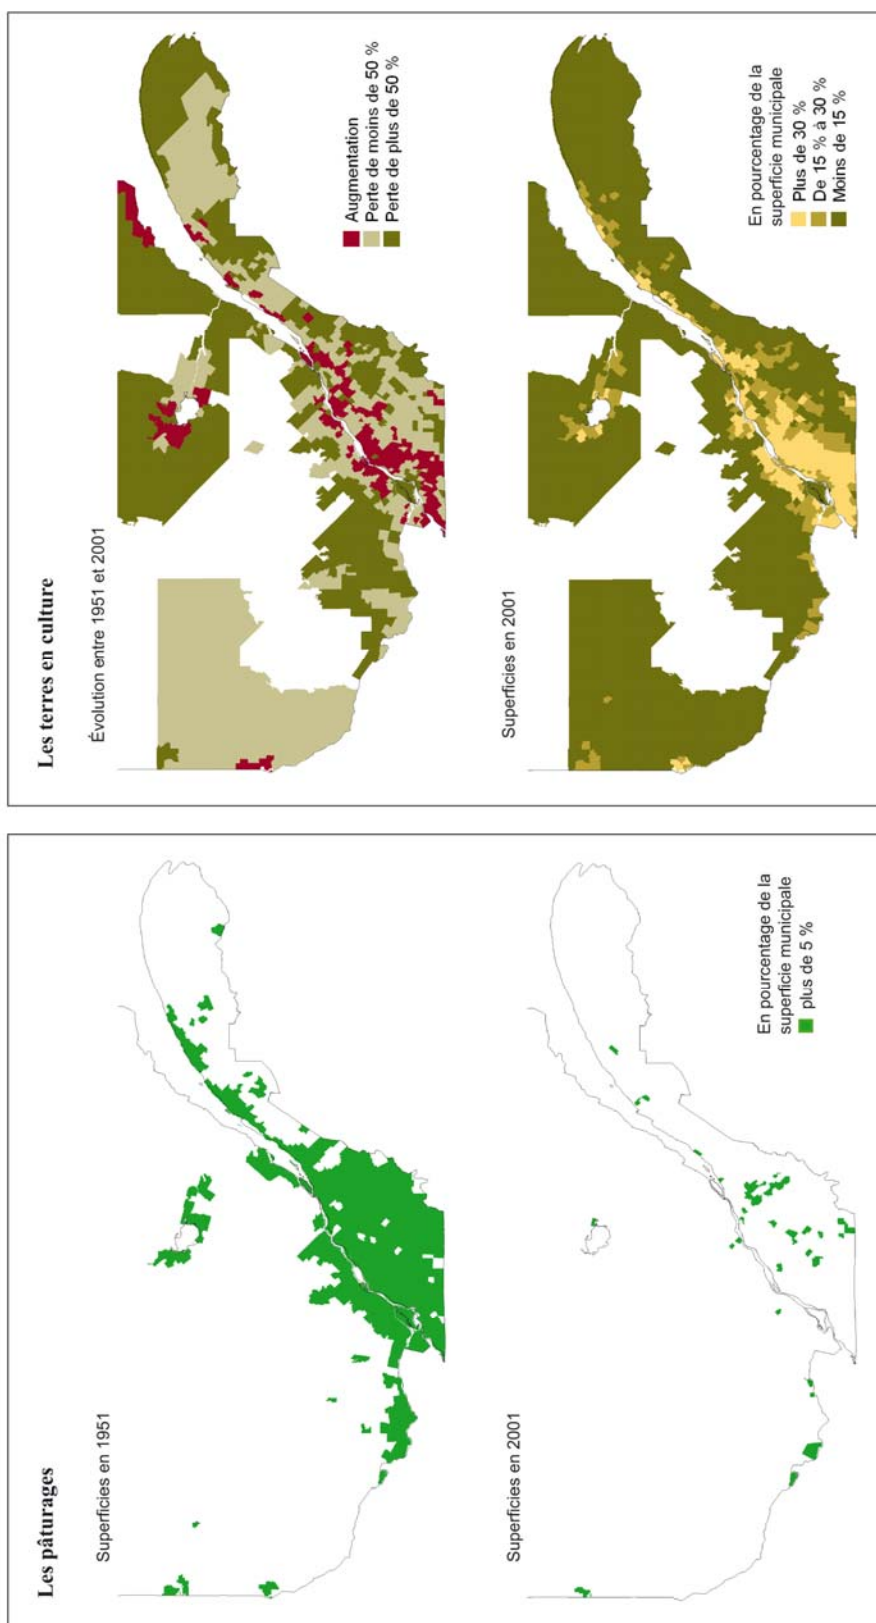 Les pâturages
Superficies en 1951
Superficies en 2001
En pourcentage de la
superficie municipale
plus de 5 %
Les terres en culture
Évolution entre 1951 et 2001
Augmentation
Perte de moins de 50 %
Perte de plus de 50 %
Superficies en 2001
En pourcentage de la
superficie municipale
Plus de 30 %
De 15 % à 30 %
Moins de 15 %